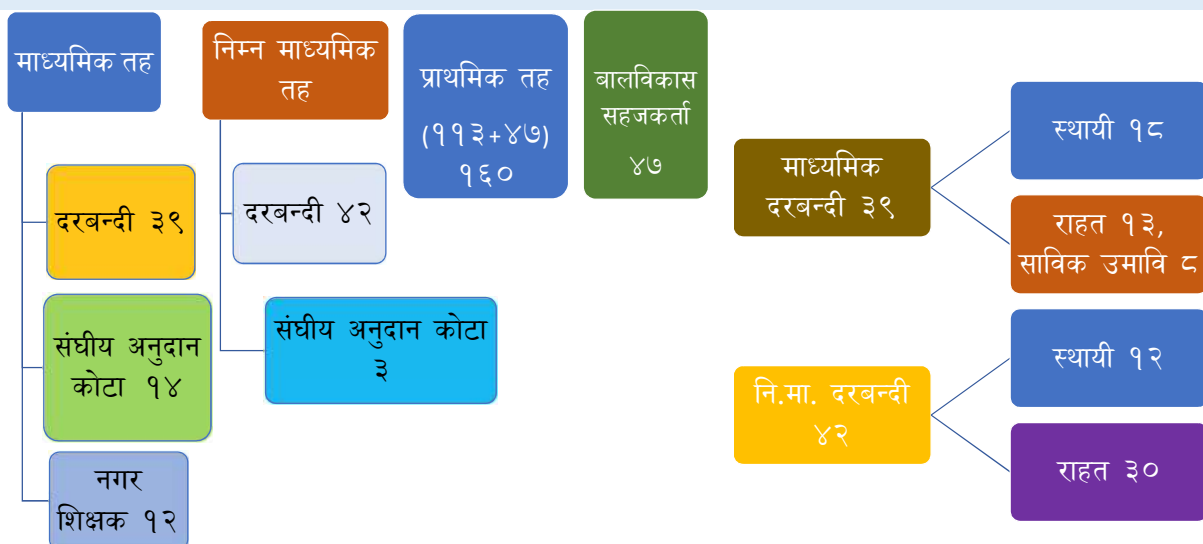 माध्यमिक तह
दरबन्दी ३९
संघीय अनुदान
कोटा १४
नगर
शिक्षक १२
निम्न माध्यमिक
तह
दरबन्दी ४२
संघीय अनुदान कोटा
३
प्राथमिक तह
(११३+४७)
१६०
बालविकास
सहजकर्ता
४७
माध्यमिक
दरबन्दी ३९
स्थायी १८
राहत १३,
साविक उमावि ८
नि.मा. दरबन्दी
४२
स्थायी १२
राहत ३०